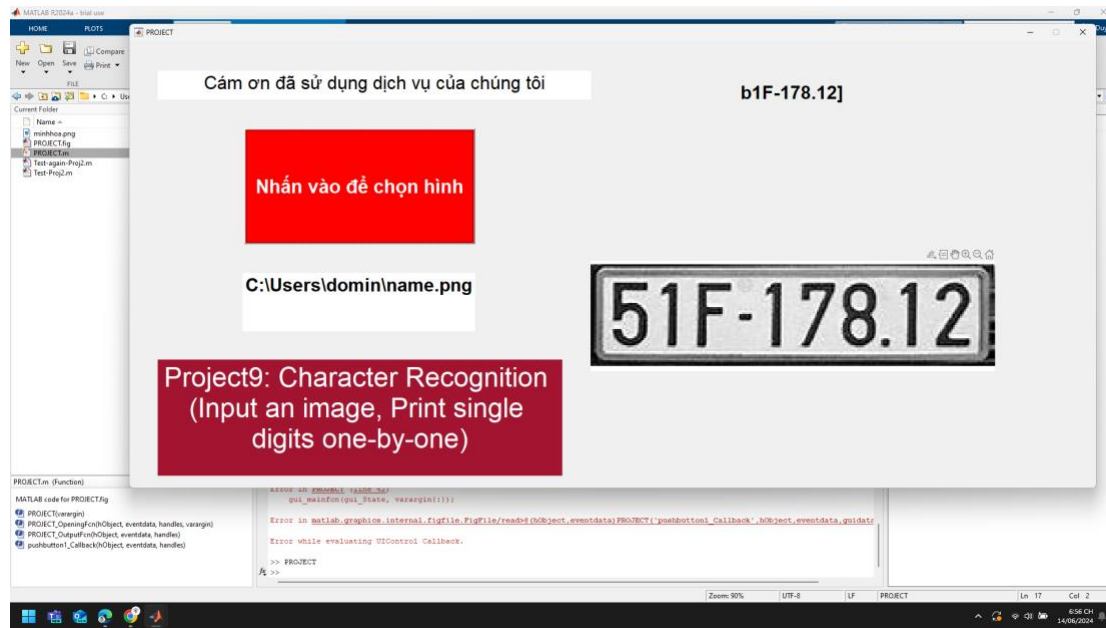 MATLAB R2024a - trial use
HOME PLOTS
PROJECT
New Open Save Compare Print
FILE
Current Folder
Name
minhhoa.png
PROJECT.fig
PROJECT.m
Test-again-Proj2.m
Test-Proj2.m
Cám ơn đã sử dụng dịch vụ của chúng tôi
b1F-178.12]
Nhấn vào để chọn hình
C:\Users\domin\name.png
51F-178.12
Project9: Character Recognition
(Input an image, Print single
digits one-by-one)
PROJECT.m (Function)
MATLAB code for PROJECT.fig
PROJECT(varargin)
PROJECT_OpeningFcn(hObject, eventdata, handles, varargin)
PROJECT_OutputFcn(hObject, eventdata, handles)
pushbutton1_Callback(hObject, eventdata, handles)
Error in PROJECT (line 42)
gui_mainfcn(gui_State, varargin{:});
Error in matlab.graphics.internal.figfile.FigFile/read>@(hObject,eventdata)PROJECT('pushbutton1_Callback',hObject,eventdata,guidata
Error while evaluating UIControl Callback.
>> PROJECT
fx >>
Zoom: 90% UTF-8 LF PROJECT Ln 17 Col 2
6:56 CH
14/06/2024